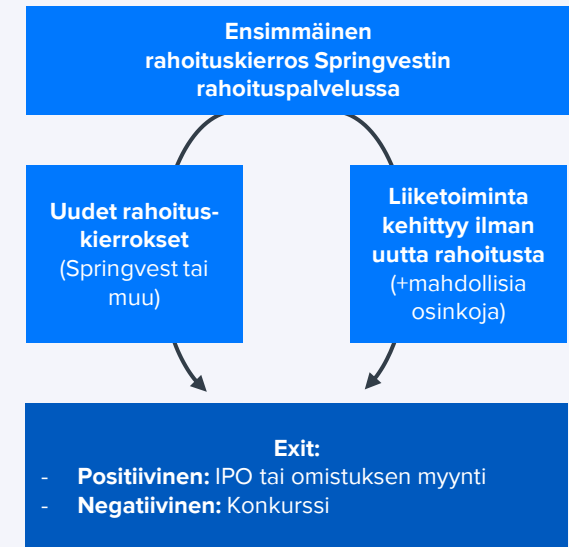 Ensimmäinen
rahoituskierros Springvestin
rahoituspalvelussa
Uudet rahoitus-
kierrokset
(Springvest tai
muu)
Liiketoiminta
kehittyy ilman
uutta rahoitusta
(+mahdollisia
osinkoja)
Exit:
- Positiivinen: IPO tai omistuksen myynti
- Negatiivinen: Konkurssi